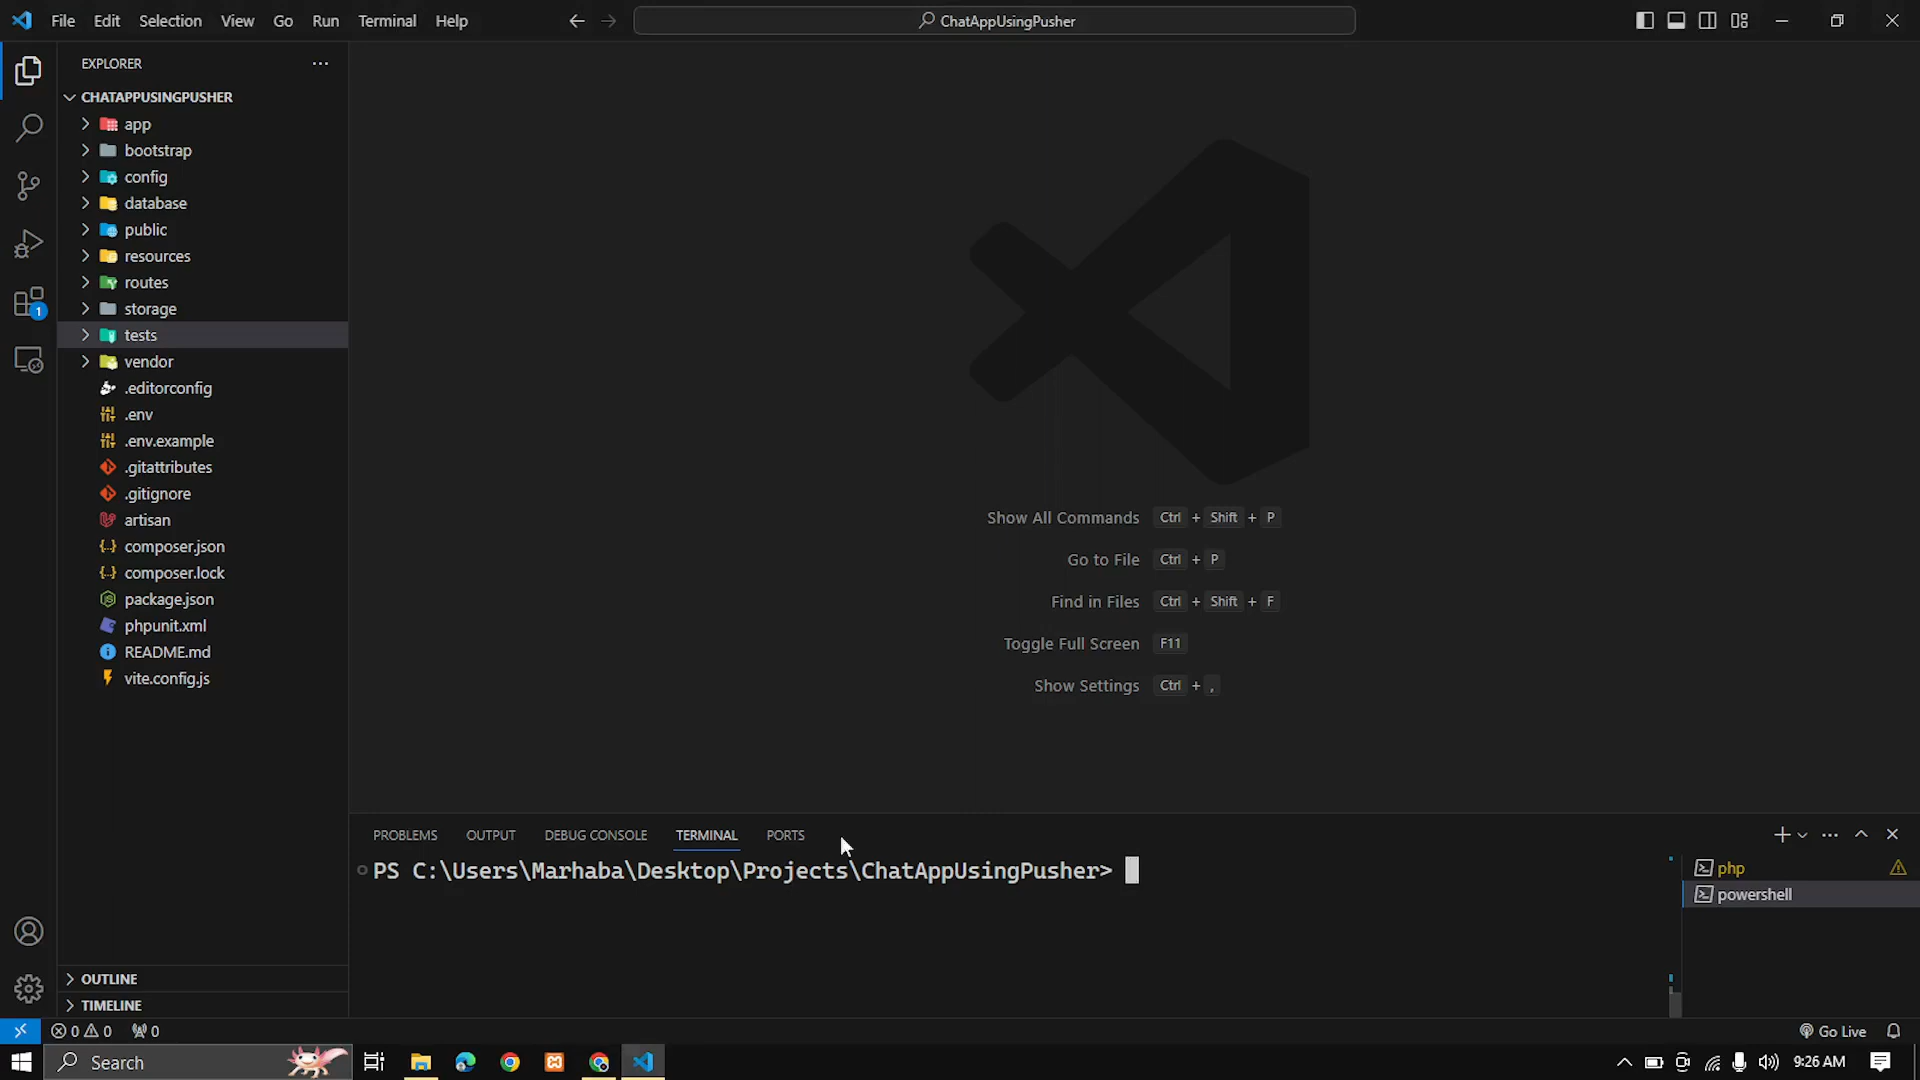 File Edit Selection View Go Run Terminal Help
ChatAppUsingPusher
EXPLORER
CHATAPPUSINGPUSHER
app
bootstrap
config
database
public
resources
routes
storage
tests
vendor
.editorconfig
.env
.env.example
.gitattributes
.gitignore
artisan
composer.json
composer.lock
package.json
phpunit.xml
README.md
vite.config.js
OUTLINE
TIMELINE
1
Show All Commands Ctrl + Shift + P
Go to File Ctrl + P
Find in Files Ctrl + Shift + F
Toggle Full Screen F11
Show Settings Ctrl + ,
PROBLEMS OUTPUT DEBUG CONSOLE TERMINAL PORTS
PS C:\Users\Marhaba\Desktop\Projects\ChatAppUsingPusher>
php
powershell
0 0 0
Go Live
Search
9:26 AM